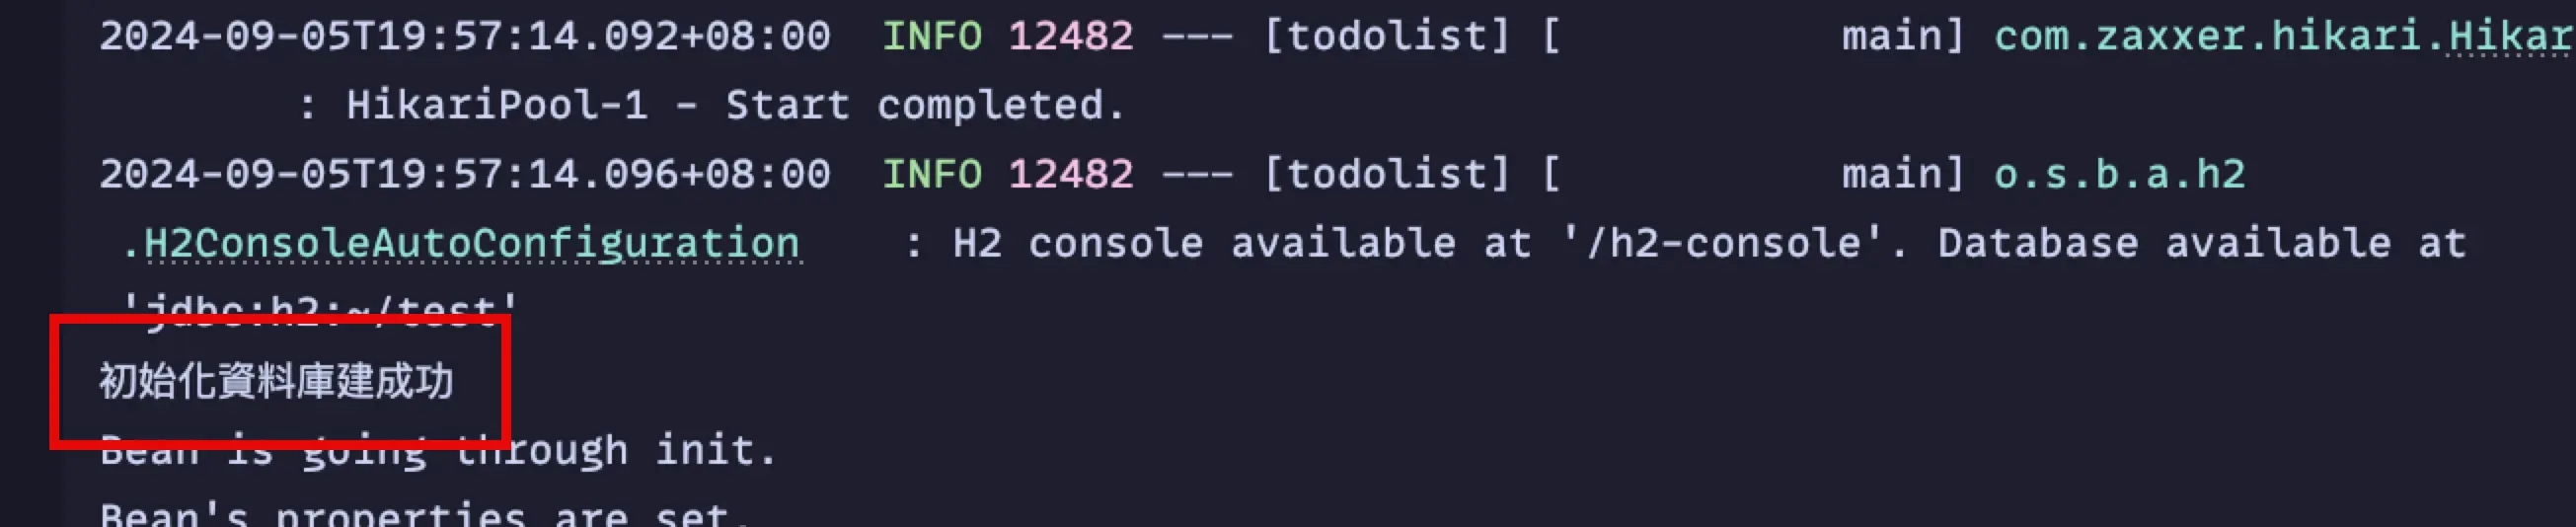 2024-09-05T19:57:14.092+08:00  INFO 12482 --- [todolist] [           main] com.zaxxer.hikari.Hikar
: HikariPool-1 - Start completed.
2024-09-05T19:57:14.096+08:00  INFO 12482 --- [todolist] [           main] o.s.b.a.h2
.H2ConsoleAutoConfiguration    : H2 console available at '/h2-console'. Database available at
'jdbc:h2:~/test'
初始化資料庫建成功
Bean is going through init.
Bean's properties are set.